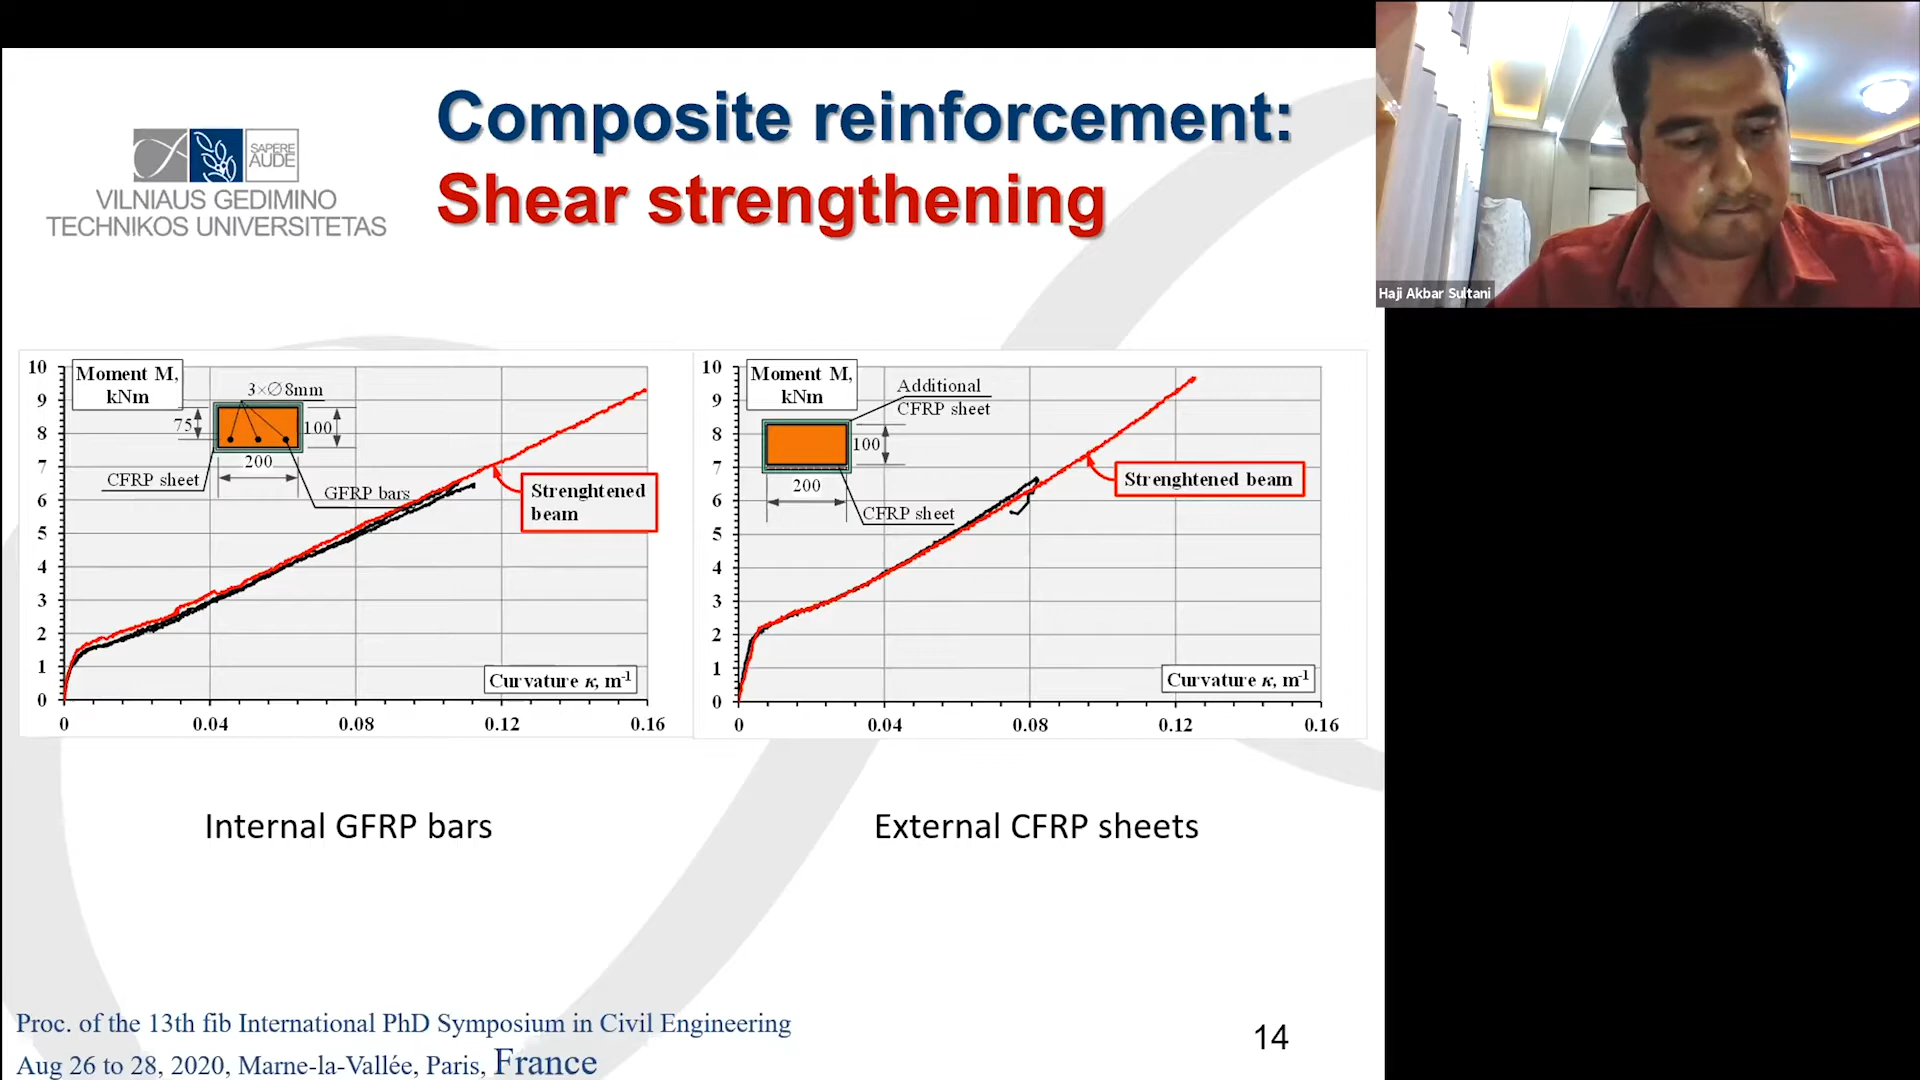 Composite reinforcement:
Shear strengthening
SAPERE
AUDE
VILNIAUS GEDIMINO
TECHNIKOS UNIVERSITETAS
Haji Akbar Sultani
10
9
8
7
6
5
4
3
2
1
0
Moment M,
kNm
3×Ø8mm
75
100
200
CFRP sheet
GFRP bars
Strenghtened
beam
Curvature κ, m-1
0 0.04 0.08 0.12 0.16
10
9
8
7
6
5
4
3
2
1
0
Moment M,
kNm
Additional
CFRP sheet
100
200
CFRP sheet
Strenghtened beam
Curvature κ, m-1
0 0.04 0.08 0.12 0.16
Internal GFRP bars
External CFRP sheets
Proc. of the 13th fib International PhD Symposium in Civil Engineering
Aug 26 to 28, 2020, Marne-la-Vallée, Paris, France
14